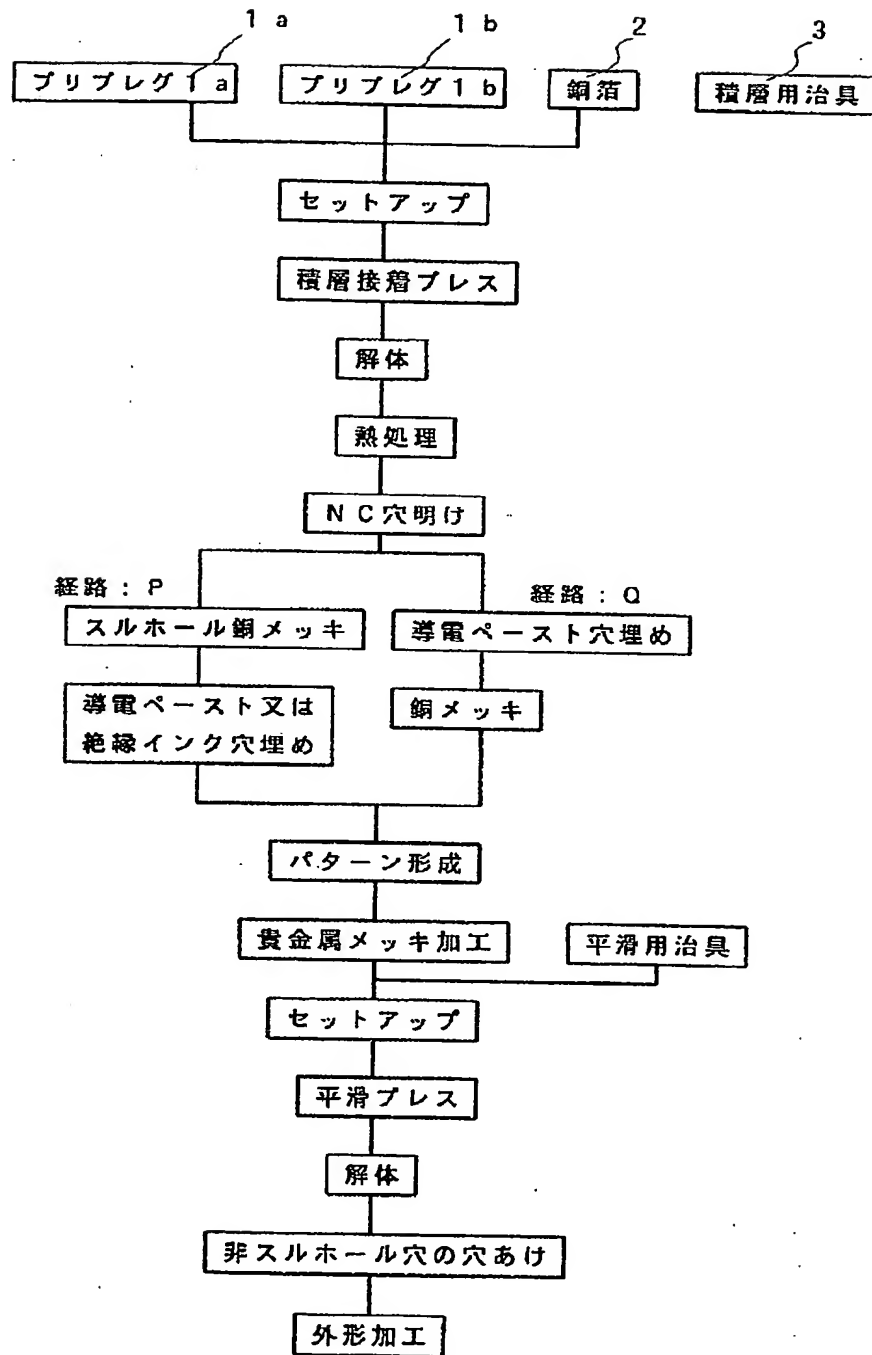 1a
1b
2
3
プリプレグ1a
プリプレグ1b
銅箔
積層用治具
セットアップ
積層接着プレス
解体
熱処理
NC穴明け
経路：P
経路：Q
スルホール銅メッキ
導電ペースト穴埋め
導電ペースト又は
絶縁インク穴埋め
銅メッキ
パターン形成
貴金属メッキ加工
平滑用治具
セットアップ
平滑プレス
解体
非スルホール穴の穴あけ
外形加工